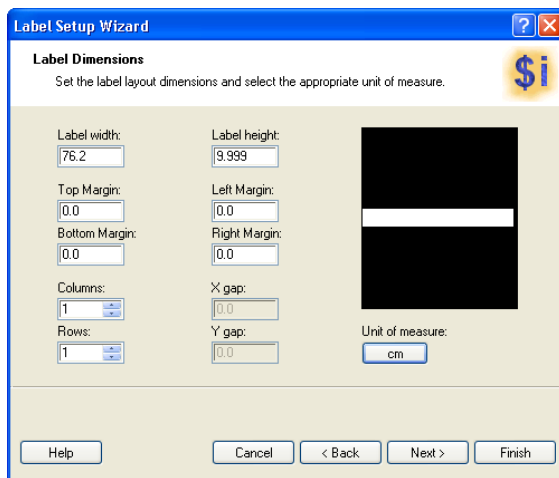 Label Setup Wizard
Label Dimensions
Set the label layout dimensions and select the appropriate unit of measure.
$i
Label width:
Label height:
76.2
9.999
Top Margin:
Left Margin:
0.0
0.0
Bottom Margin:
Right Margin:
0.0
0.0
Columns:
X gap:
1
0.0
Rows:
Y gap:
Unit of measure:
1
0.0
cm
Help
Cancel
< Back
Next >
Finish